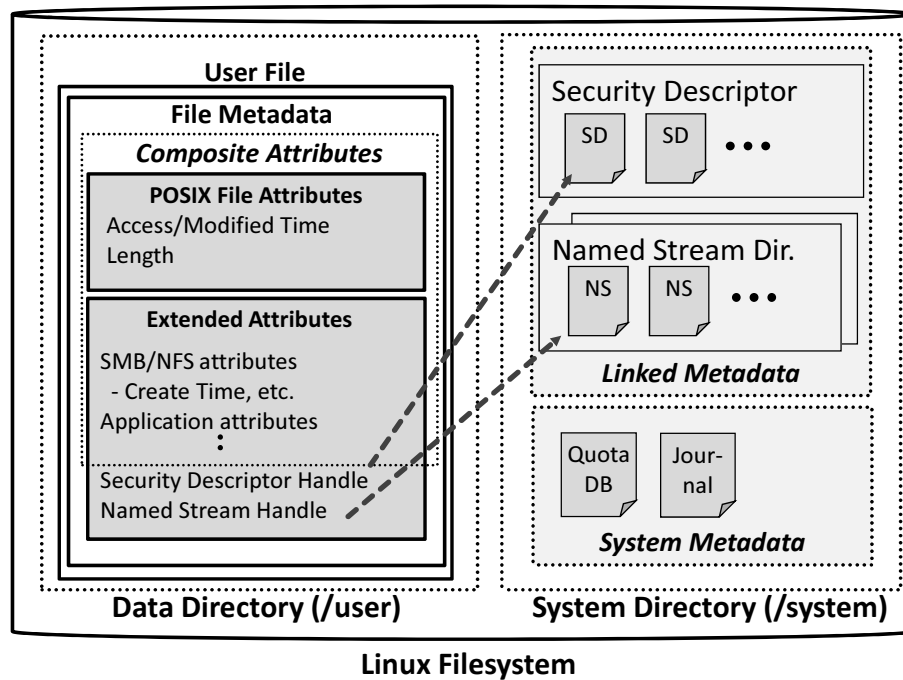 User File
File Metadata
Composite Attributes
POSIX File Attributes
Access/Modified Time
Length
Extended Attributes
SMB/NFS attributes
- Create Time, etc.
Application attributes
⋮
Security Descriptor Handle
Named Stream Handle
Data Directory (/user)
Security Descriptor
SD
SD
•••
Named Stream Dir.
NS
NS
•••
Linked Metadata
Quota
DB
Jour-
nal
System Metadata
System Directory (/system)
Linux Filesystem